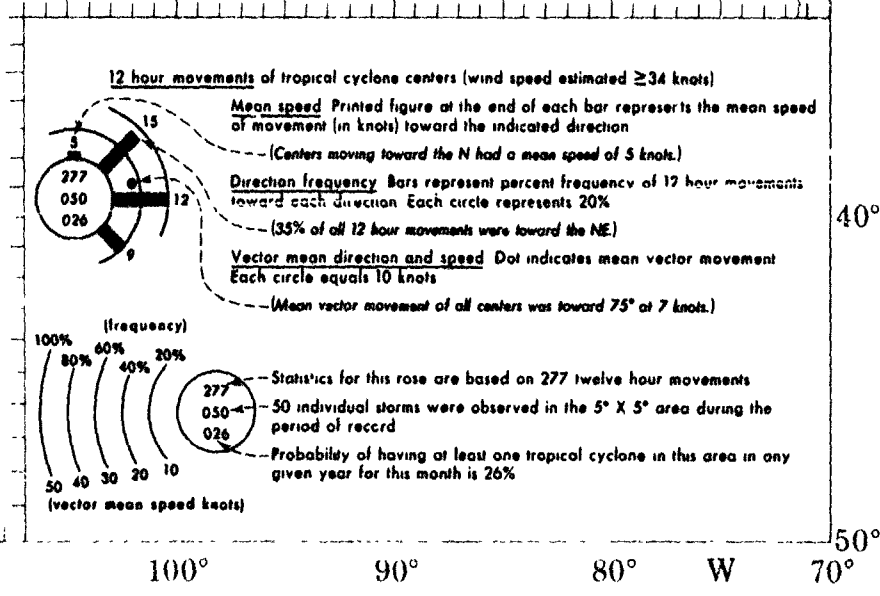 12 hour movements of tropical cyclone centers (wind speed estimated ≧34 knots)
Mean speed Printed figure at the end of each bar represents the mean speed
of movement (in knots) toward the indicated direction
(Centers moving toward the N had a mean speed of 5 knots.)
Direction frequency Bars represent percent frequency of 12 hour movements
toward each direction Each circle represents 20%
(35% of all 12 hour movements were toward the NE.)
Vector mean direction and speed Dot indicates mean vector movement
Each circle equals 10 knots
(Mean vector movement of all centers was toward 75° at 7 knots.)
15
5
277
050
026
12
9
40°
(frequency)
100%
80%
60%
40%
20%
50
40
30
20
10
(vector mean speed knots)
277
050
026
Statistics for this rose are based on 277 twelve hour movements
50 individual storms were observed in the 5° X 5° area during the
period of record
Probability of having at least one tropical cyclone in this area in any
given year for this month is 26%
50°
100°
90°
80°
W
70°